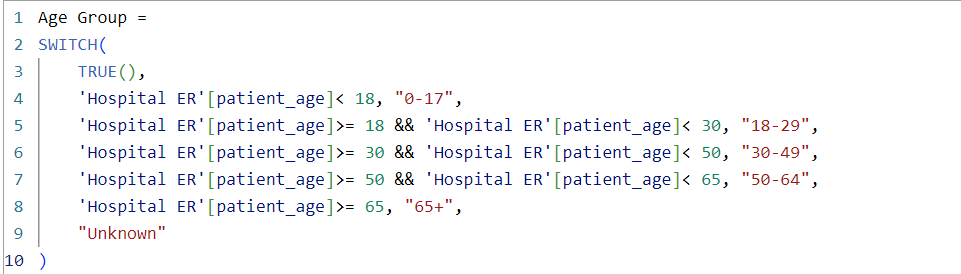 1 Age Group =
2 SWITCH(
3     TRUE(),
4     'Hospital ER'[patient_age]< 18, "0-17",
5     'Hospital ER'[patient_age]>= 18 && 'Hospital ER'[patient_age]< 30, "18-29",
6     'Hospital ER'[patient_age]>= 30 && 'Hospital ER'[patient_age]< 50, "30-49",
7     'Hospital ER'[patient_age]>= 50 && 'Hospital ER'[patient_age]< 65, "50-64",
8     'Hospital ER'[patient_age]>= 65, "65+",
9     "Unknown"
10 )